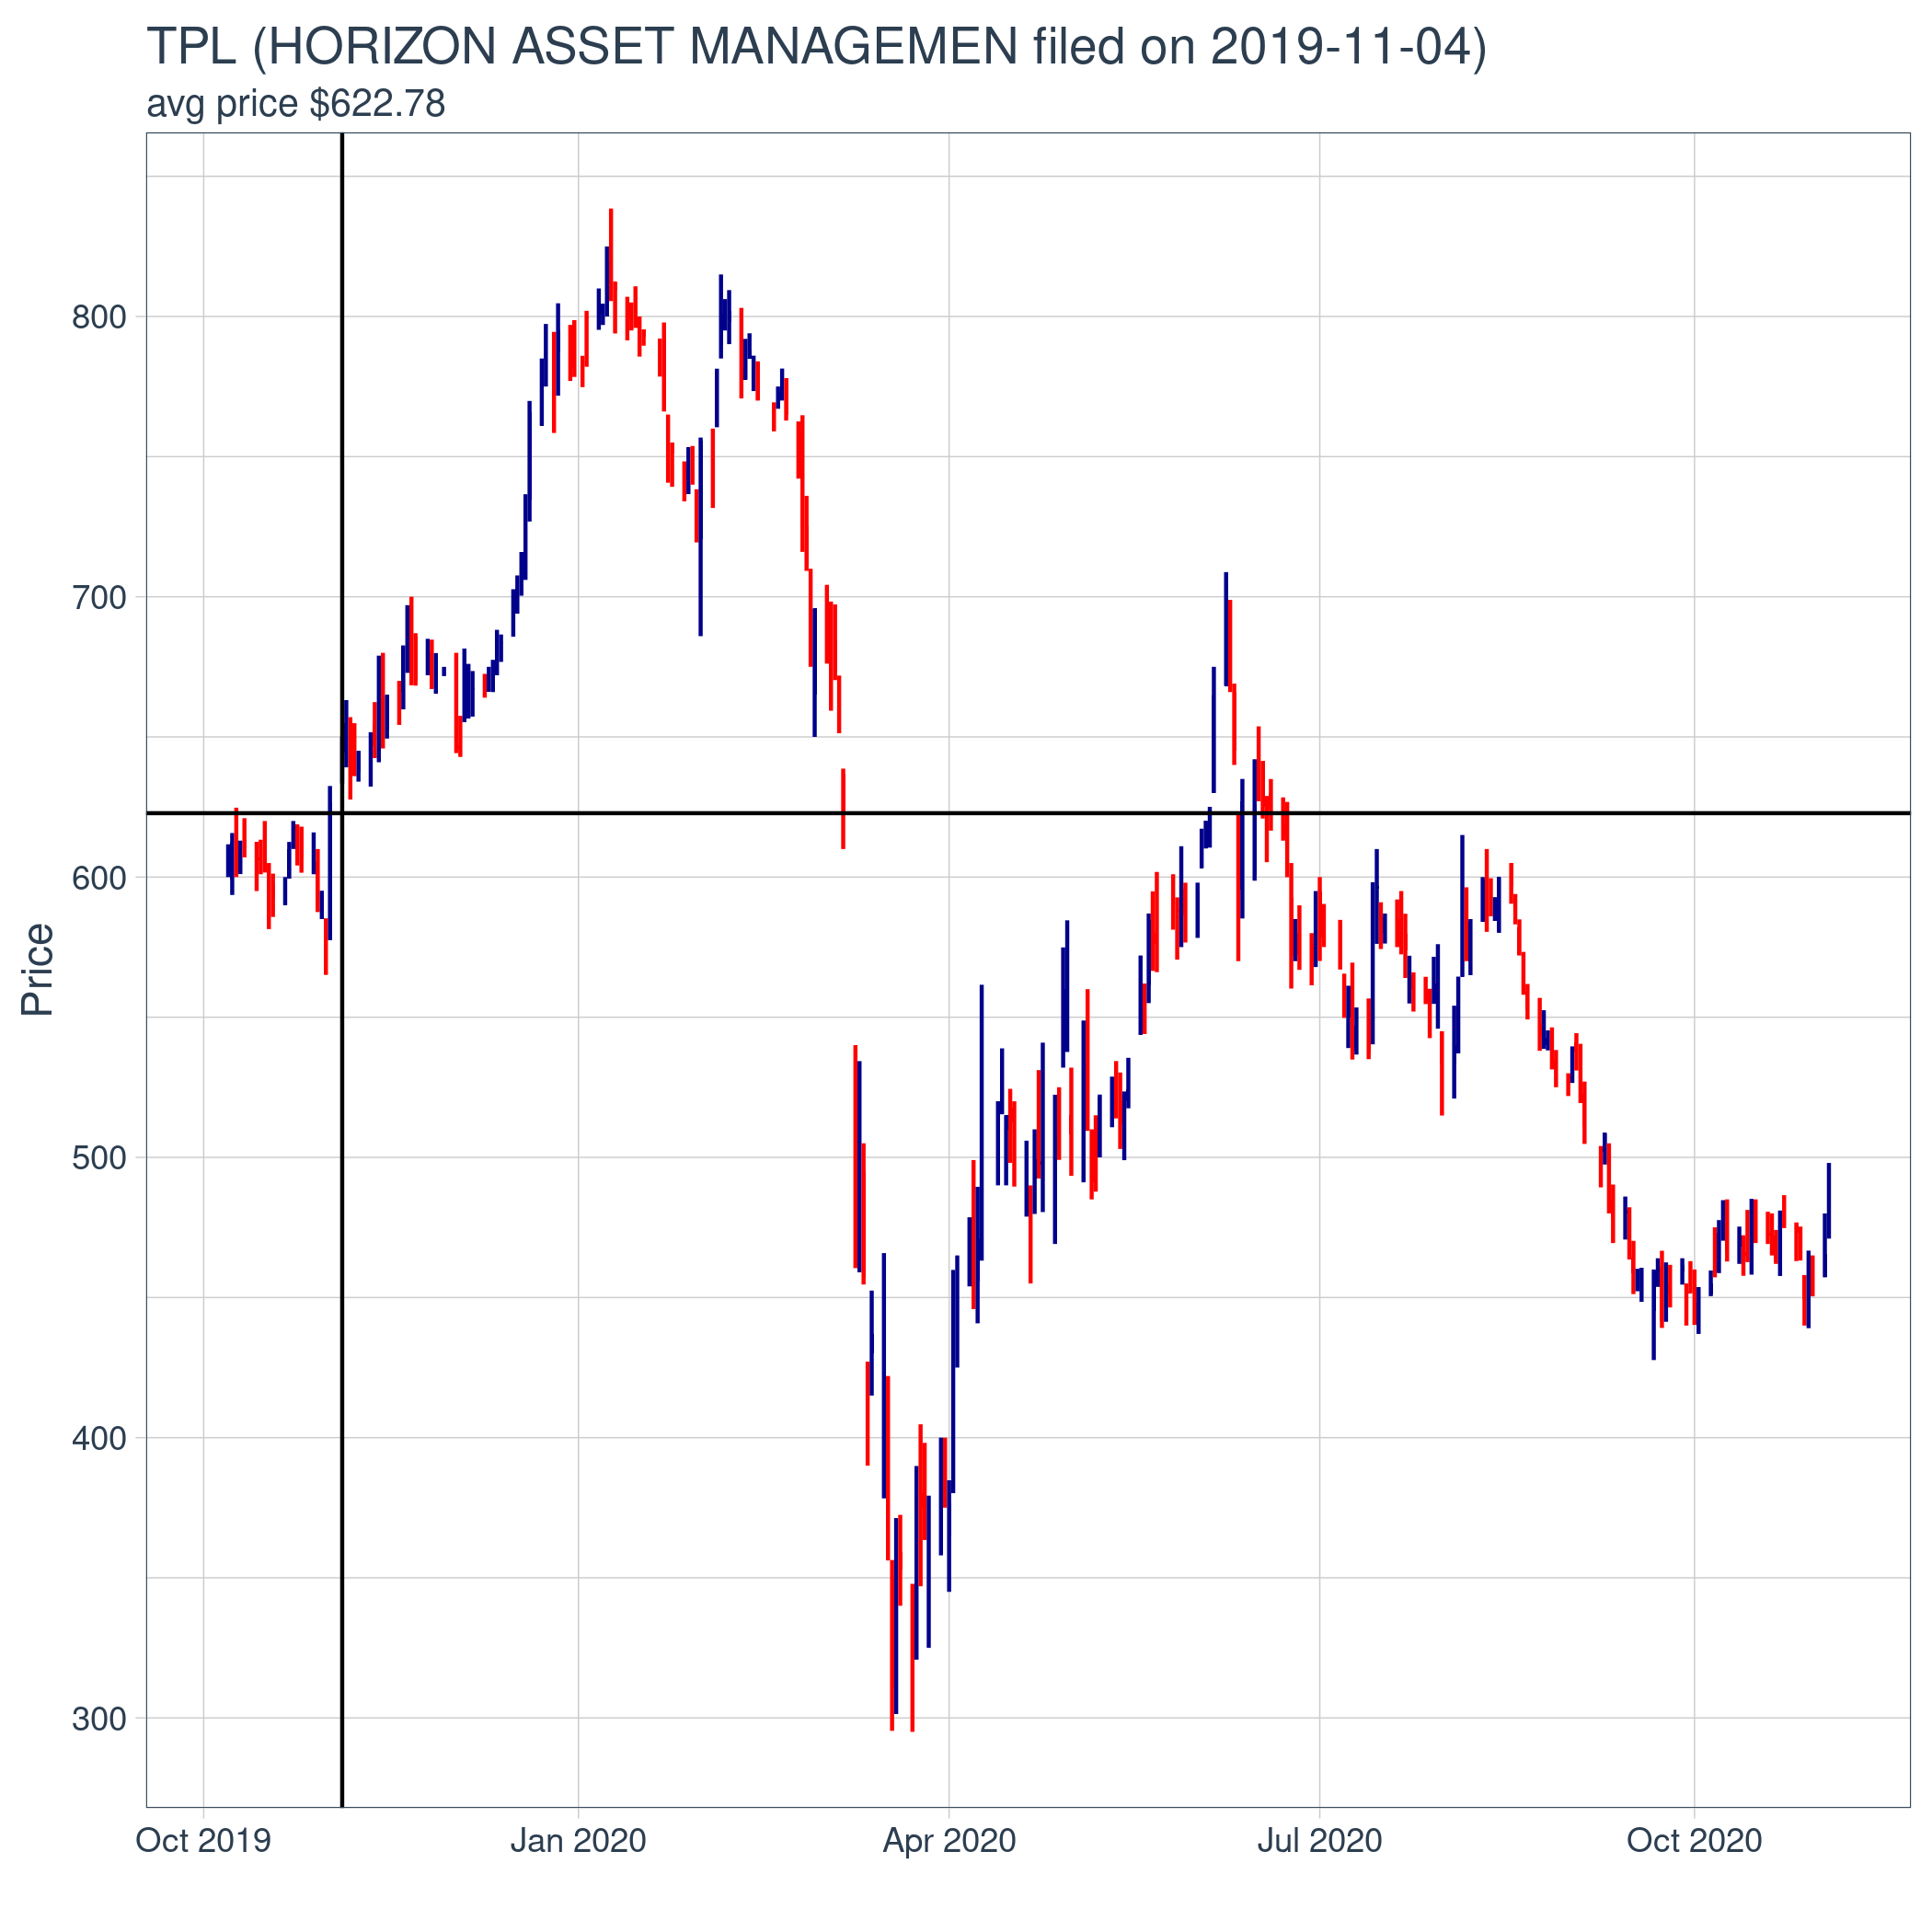 TPL (HORIZON ASSET MANAGEMEN filed on 2019-11-04)
avg price $622.78
800
700
600
Price
500
400
300
Oct 2019
Jan 2020
Apr 2020
Jul 2020
Oct 2020